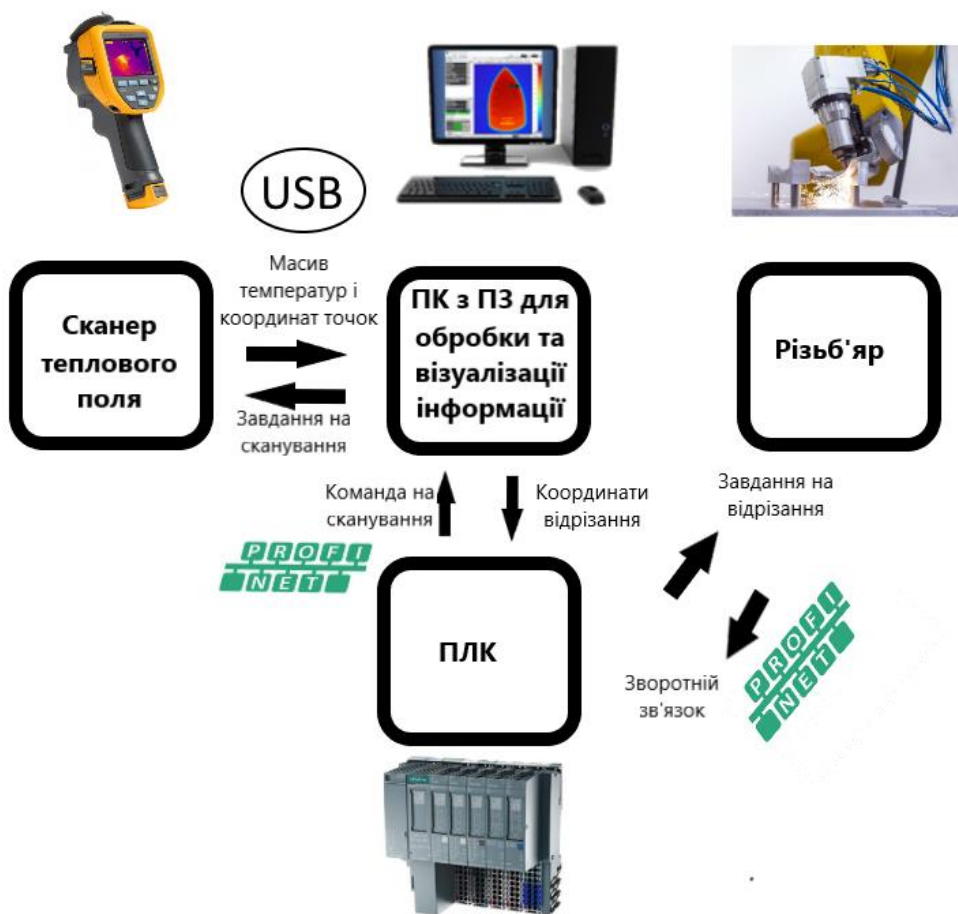 USB
Масив
температур і
координат точок
Сканер
теплового
поля
ПК з ПЗ для
обробки та
візуалізації
інформації
Різьб'яр
Завдання на
сканування
Команда на
сканування
Координати
відрізання
Завдання на
відрізання
PROFI
NET
ПЛК
Зворотній
зв'язок
PROFI
NET